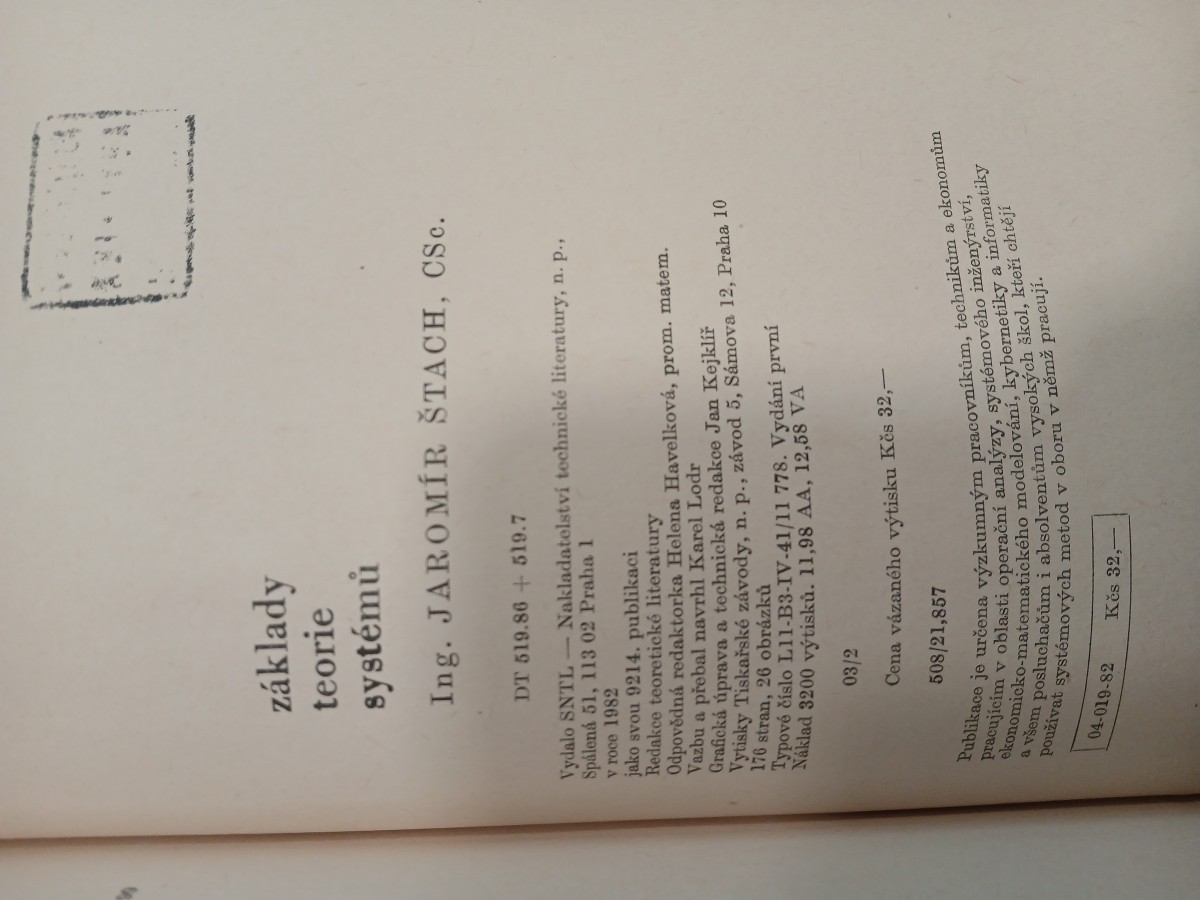 základy
teorie
systémů
Ing. JAROMÍR ŠTACH, CSc.
DT 519.86 + 519.7
Vydalo SNTL — Nakladatelství technické literatury, n. p.,
Spálená 51, 113 02 Praha 1
v roce 1982
jako svou 9214. publikaci
Redakce teoretické literatury
Odpovědná redaktorka Helena Havelková, prom. matem.
Vazbu a přebal navrhl Karel Lodr
Grafická úprava a technická redakce Jan Kejklíř
Vytiskly Tiskařské závody, n. p., závod 5, Sámova 12, Praha 10
176 stran, 26 obrázků
Typové číslo L11-B3-IV-41/11 778. Vydání první
Náklad 3200 výtisků. 11,98 AA, 12,58 VA
03/2
Cena vázaného výtisku Kčs 32,—
508/21,857
Publikace je určena výzkumným pracovníkům, technikům a ekonomům
pracujícím v oblasti operační analýzy, systémového inženýrství,
ekonomicko-matematického modelování, kybernetiky a informatiky
a všem posluchačům i absolventům vysokých škol, kteří chtějí
používat systémových metod v oboru v němž pracují.
04-019-82 Kčs 32,—